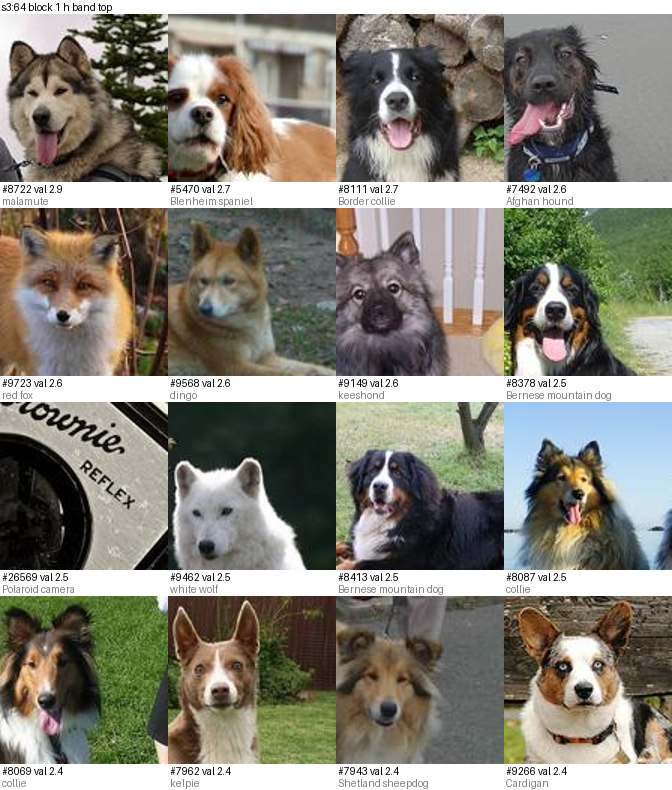 s3:64 block 1 h band top
#8722 val 2.9
malamute
#5470 val 2.7
Blenheim spaniel
#8111 val 2.7
Border collie
#7492 val 2.6
Afghan hound
#9723 val 2.6
red fox
#9568 val 2.6
dingo
#9149 val 2.6
keeshond
#8378 val 2.5
Bernese mountain dog
Brownie
REFLEX
#26569 val 2.5
Polaroid camera
#9462 val 2.5
white wolf
#8413 val 2.5
Bernese mountain dog
#8087 val 2.5
collie
#8069 val 2.4
collie
#7962 val 2.4
kelpie
#7943 val 2.4
Shetland sheepdog
#9266 val 2.4
Cardigan